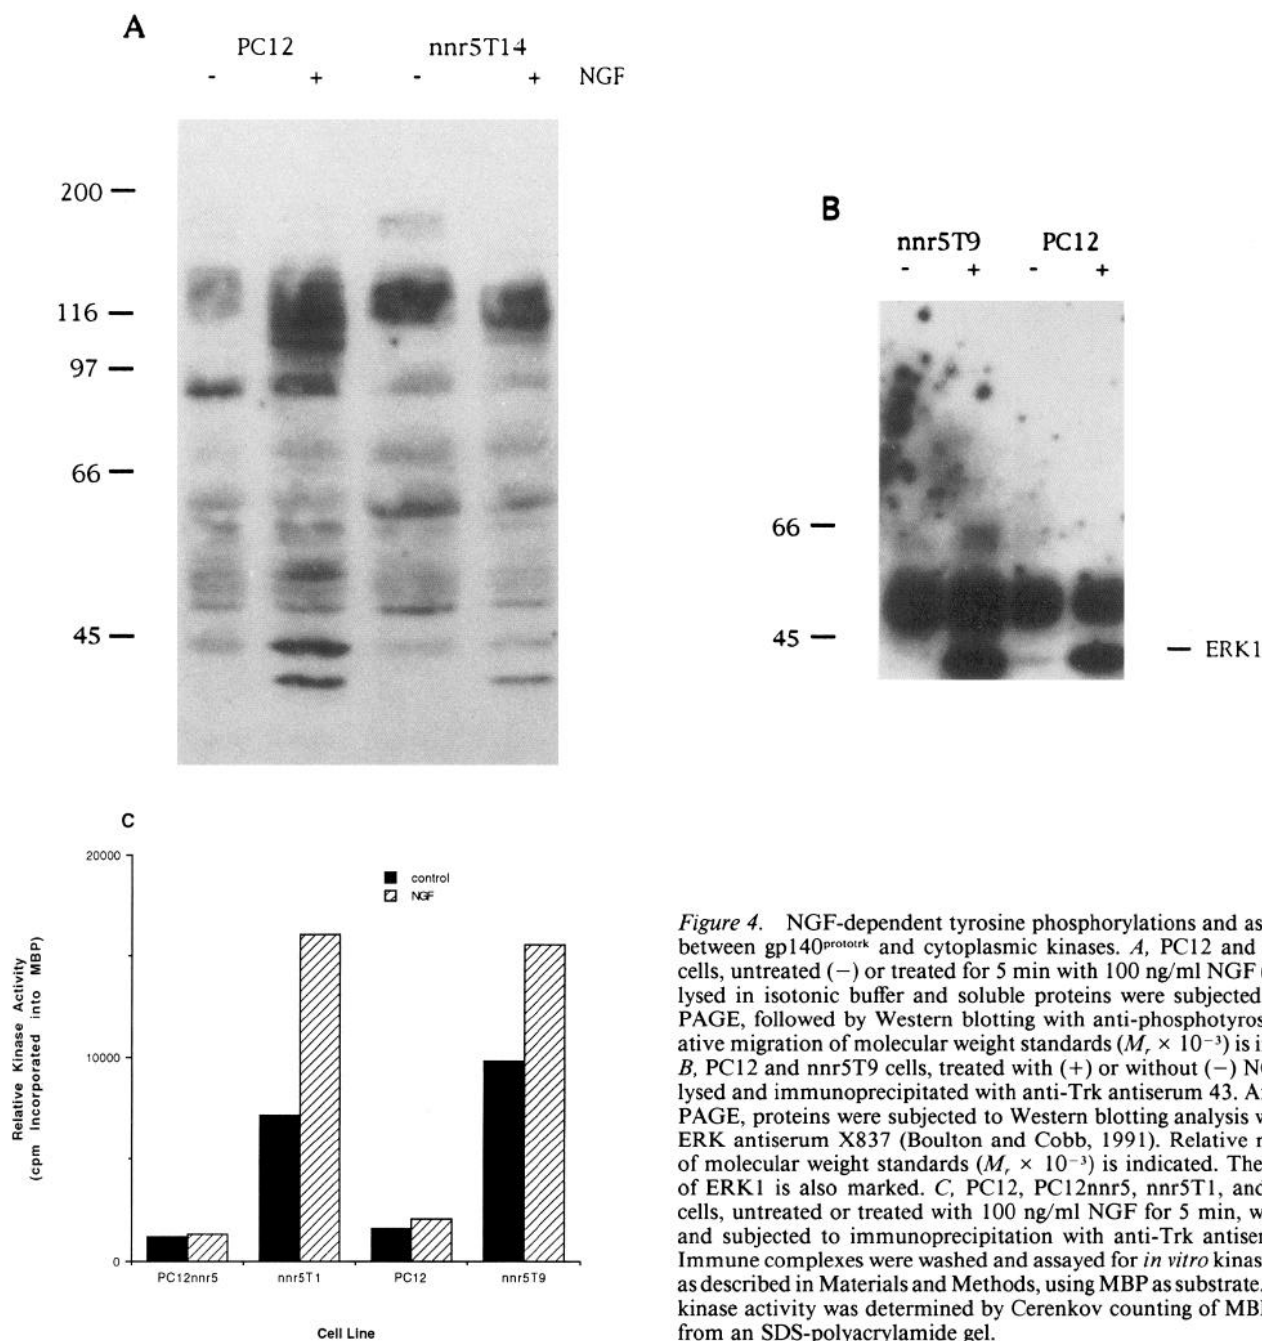 A
PC12 nnr5T14
- + - + NGF
200
116
97
66
45
B
nnr5T9 PC12
- + - +
66
45
ERK1
C
20000
10000
0
control
NGF
Relative Kinase Activity
(cpm Incorporated into MBP)
PC12nnr5 nnr5T1 PC12 nnr5T9
Cell Line
Figure 4. NGF-dependent tyrosine phosphorylations and as
between gp140prototrk and cytoplasmic kinases. A, PC12 and
cells, untreated (−) or treated for 5 min with 100 ng/ml NGF (
lysed in isotonic buffer and soluble proteins were subjected
PAGE, followed by Western blotting with anti-phosphotyros
ative migration of molecular weight standards (Mr × 10−3) is i
B, PC12 and nnr5T9 cells, treated with (+) or without (−) NG
lysed and immunoprecipitated with anti-Trk antiserum 43. A
PAGE, proteins were subjected to Western blotting analysis w
ERK antiserum X837 (Boulton and Cobb, 1991). Relative m
of molecular weight standards (Mr × 10−3) is indicated. The
of ERK1 is also marked. C, PC12, PC12nnr5, nnr5T1, and
cells, untreated or treated with 100 ng/ml NGF for 5 min, w
and subjected to immunoprecipitation with anti-Trk antiser
Immune complexes were washed and assayed for in vitro kinase
as described in Materials and Methods, using MBP as substrate.
kinase activity was determined by Cerenkov counting of MBP
from an SDS-polyacrylamide gel.